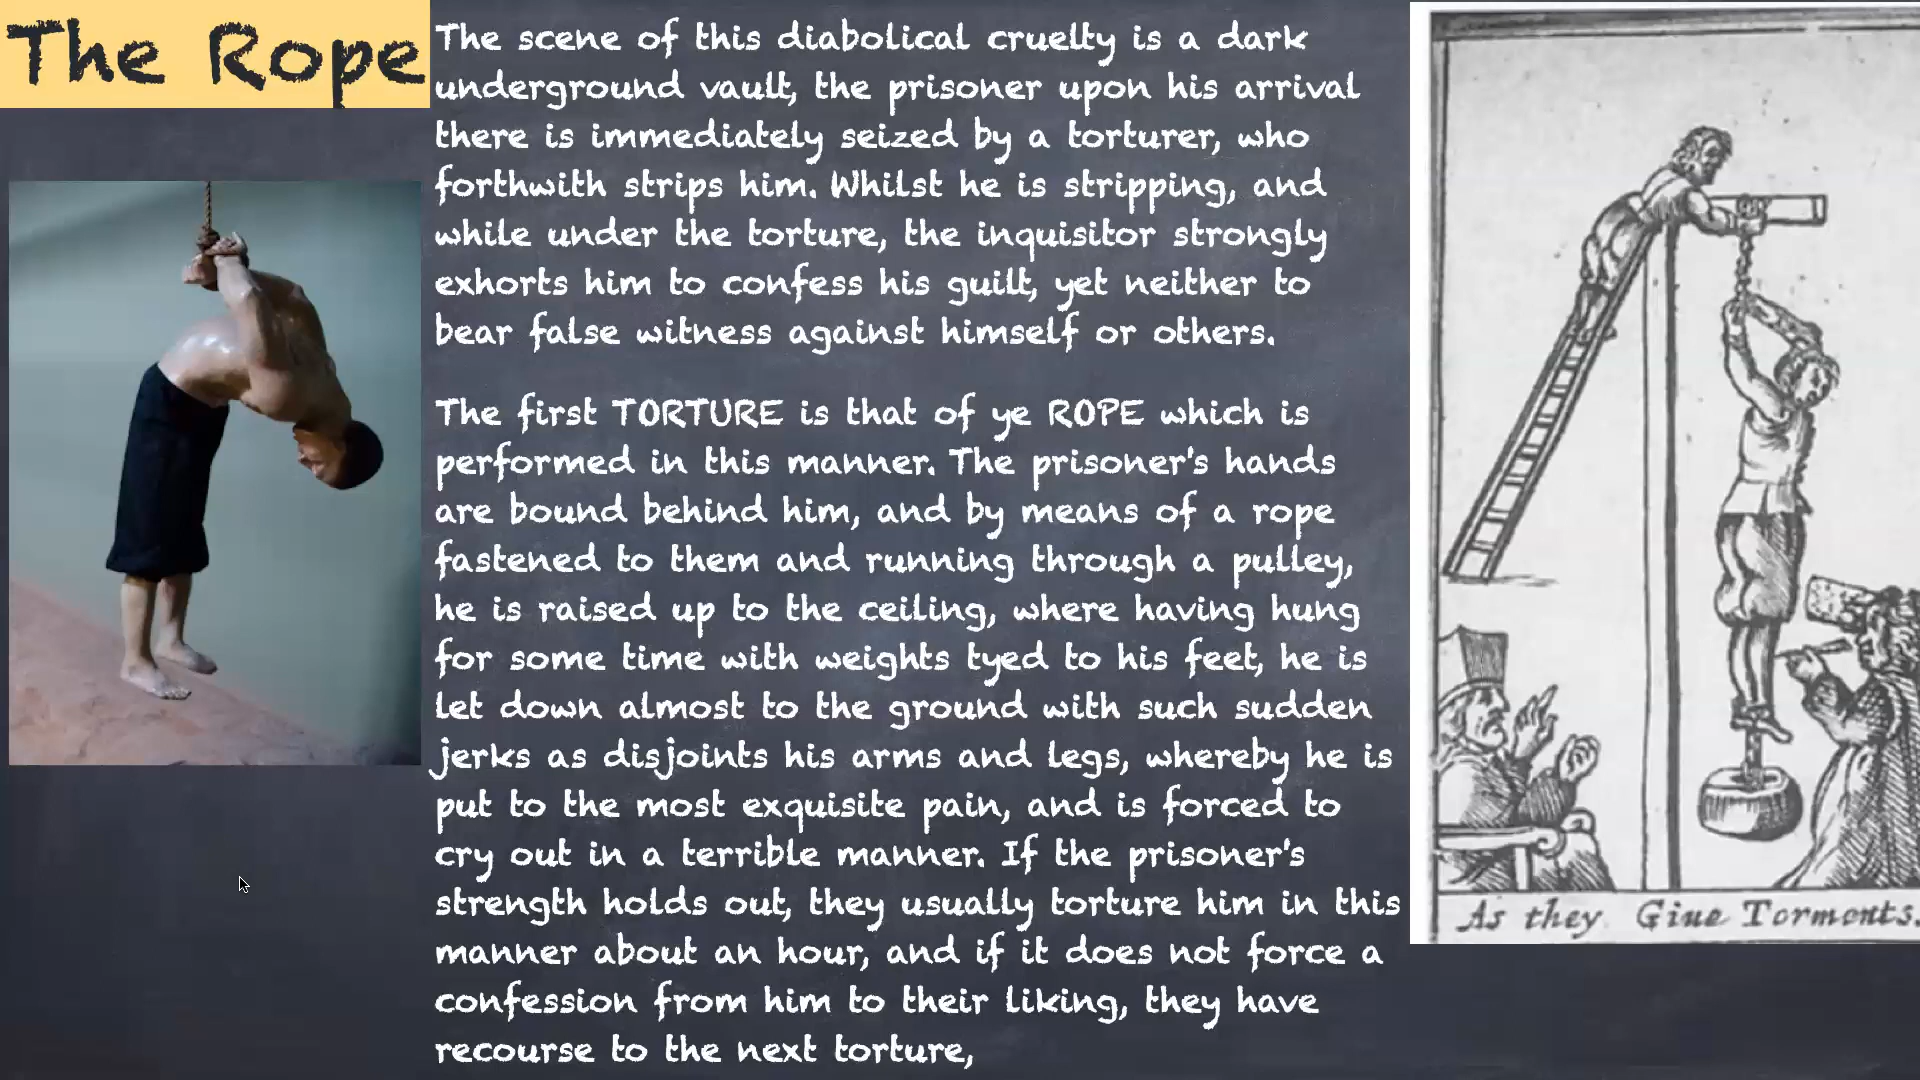 The Rope
The scene of this diabolical cruelty is a dark
underground vault, the prisoner upon his arrival
there is immediately seized by a torturer, who
forthwith strips him. Whilst he is stripping, and
while under the torture, the inquisitor strongly
exhorts him to confess his guilt, yet neither to
bear false witness against himself or others.
The first TORTURE is that of ye ROPE which is
performed in this manner. The prisoner's hands
are bound behind him, and by means of a rope
fastened to them and running through a pulley,
he is raised up to the ceiling, where having hung
for some time with weights tyed to his feet, he is
let down almost to the ground with such sudden
jerks as disjoints his arms and legs, whereby he is
put to the most exquisite pain, and is forced to
cry out in a terrible manner. If the prisoner's
strength holds out, they usually torture him in this
manner about an hour, and if it does not force a
confession from him to their liking, they have
recourse to the next torture,
As they Giue Torments.